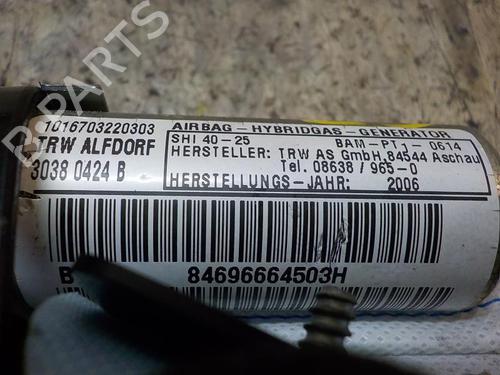 B-PARTS
1016703220303
TRW ALFDORF
3038 0424 B
AIRBAG - HYBRIDGAS - GENERATOR
SHI 40-25 BAM-PT1- 0614
HERSTELLER: TRW AS GmbH,84544 Aschau
Tel. 08638 / 965-0
HERSTELLUNGS-JAHR: 2006
B 84696664503H